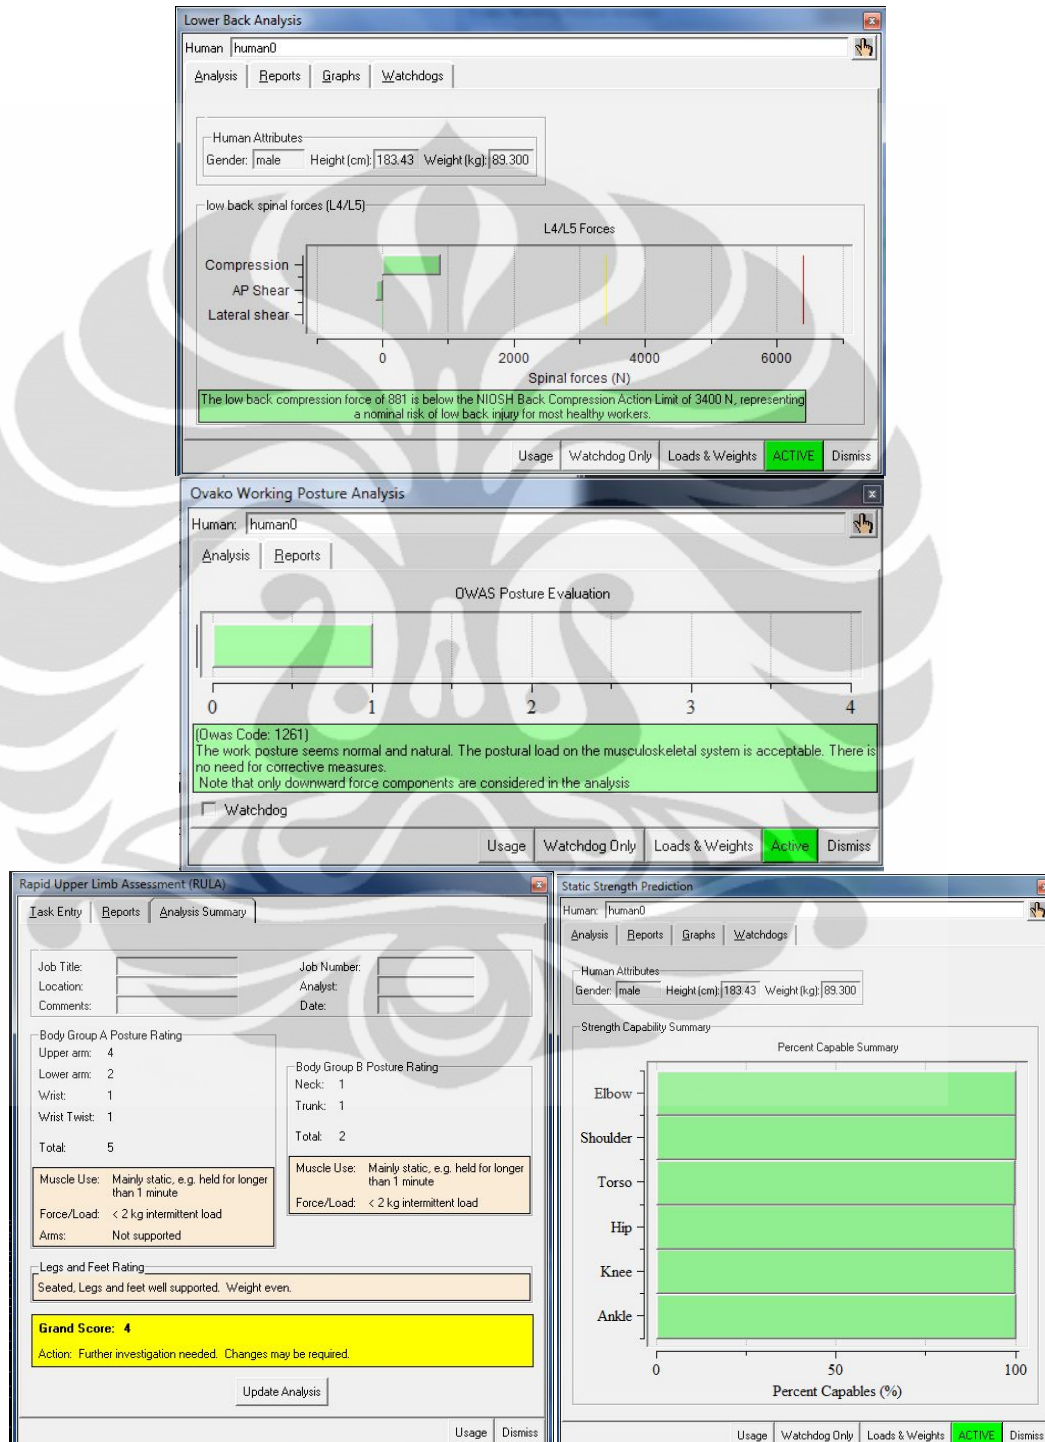 Lower Back Analysis
Human human0
Analysis Reports Graphs Watchdogs
Human Attributes
Gender: male Height (cm): 183.43 Weight (kg): 89.300
low back spinal forces (L4/L5)
L4/L5 Forces
Compression
AP Shear
Lateral shear
0 2000 4000 6000
Spinal forces (N)
The low back compression force of 881 is below the NIOSH Back Compression Action Limit of 3400 N, representing
a nominal risk of low back injury for most healthy workers.
Usage Watchdog Only Loads & Weights ACTIVE Dismiss
Ovako Working Posture Analysis
Human: human0
Analysis Reports
OWAS Posture Evaluation
0 1 2 3 4
(Owas Code: 1261)
The work posture seems normal and natural. The postural load on the musculoskeletal system is acceptable. There is
no need for corrective measures.
Note that only downward force components are considered in the analysis
Watchdog
Usage Watchdog Only Loads & Weights Active Dismiss
Rapid Upper Limb Assessment (RULA)
Task Entry Reports Analysis Summary
Job Title: Job Number:
Location: Analyst:
Comments: Date:
Body Group A Posture Rating
Upper arm: 4
Lower arm: 2
Wrist: 1
Wrist Twist: 1
Total: 5
Muscle Use: Mainly static, e.g. held for longer
than 1 minute
Force/Load: < 2 kg intermittent load
Arms: Not supported
Body Group B Posture Rating
Neck: 1
Trunk: 1
Total: 2
Muscle Use: Mainly static, e.g. held for longer
than 1 minute
Force/Load: < 2 kg intermittent load
Legs and Feet Rating
Seated, Legs and feet well supported. Weight even.
Grand Score: 4
Action: Further investigation needed. Changes may be required.
Update Analysis
Usage Dismiss
Static Strength Prediction
Human: human0
Analysis Reports Graphs Watchdogs
Human Attributes
Gender: male Height (cm): 183.43 Weight (kg): 89.300
Strength Capability Summary
Percent Capable Summary
Elbow
Shoulder
Torso
Hip
Knee
Ankle
0 50 100
Percent Capables (%)
Usage Watchdog Only Loads & Weights ACTIVE Dismiss